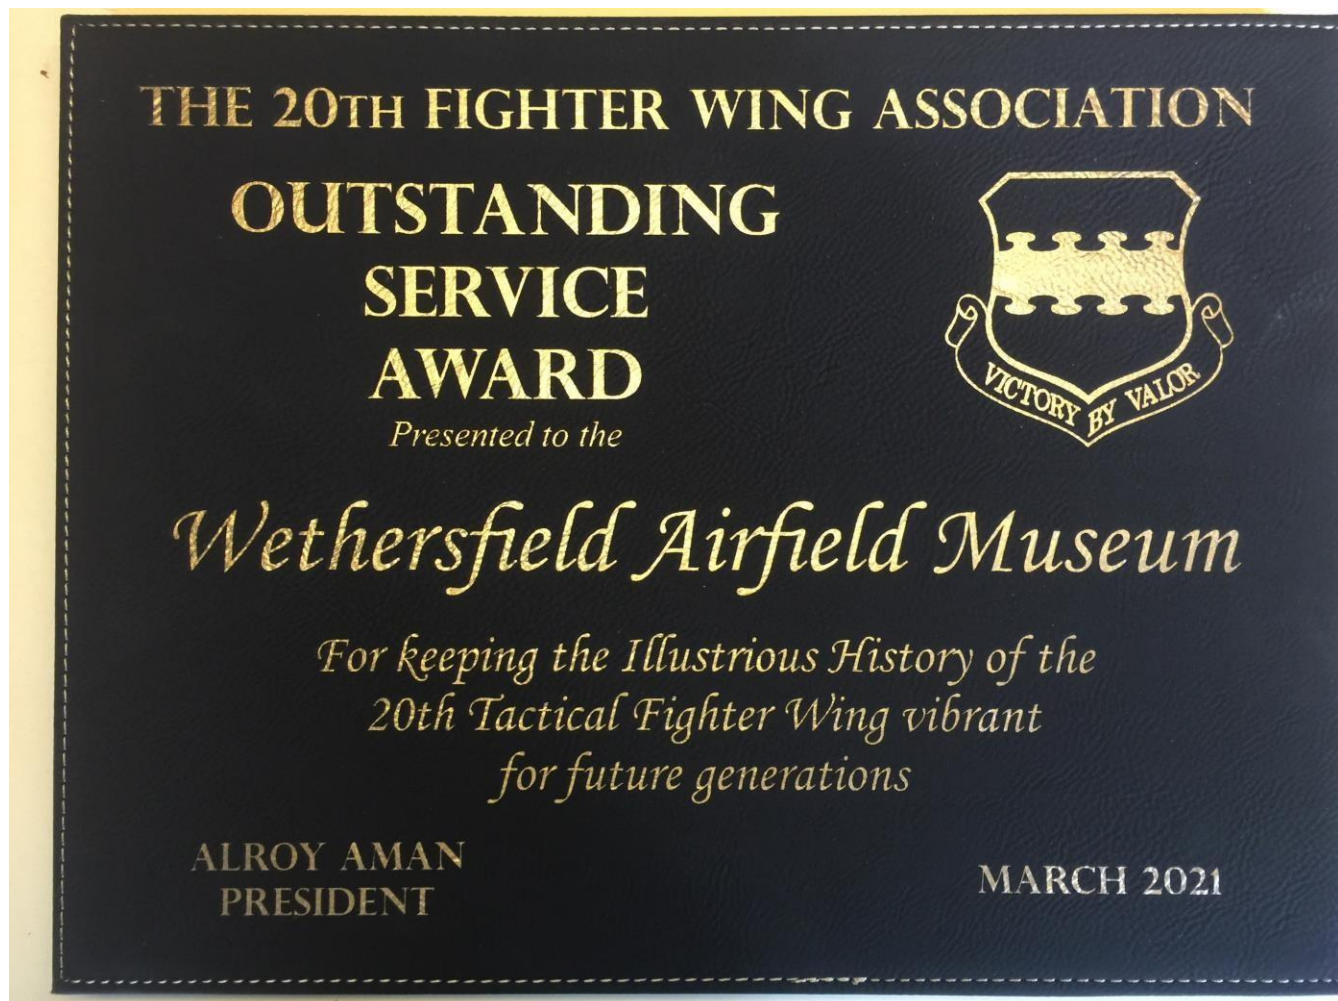 THE 20TH FIGHTER WING ASSOCIATION
OUTSTANDING
SERVICE
AWARD
Presented to the
VICTORY BY VALOR
Wethersfield Airfield Museum
For keeping the Illustrious History of the
20th Tactical Fighter Wing vibrant
for future generations
ALROY AMAN
PRESIDENT
MARCH 2021